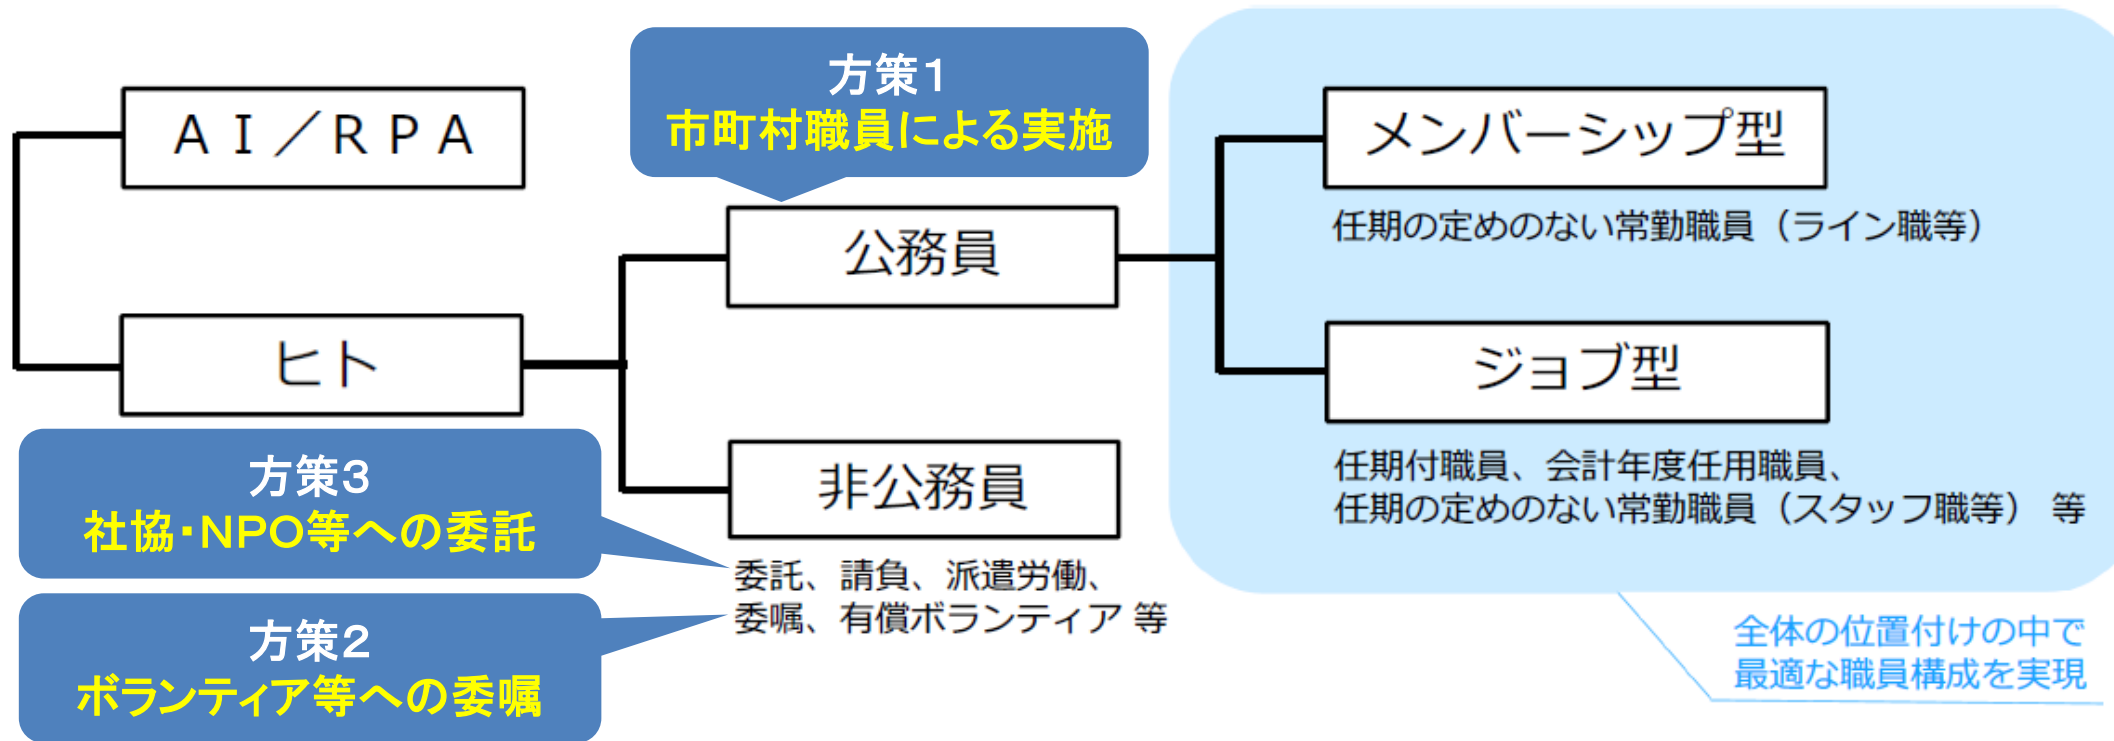 方策1
市町村職員による実施
AI/RPA
メンバーシップ型
任期の定めのない常勤職員（ライン職等）
公務員
ヒト
ジョブ型
任期付職員、会計年度任用職員、
任期の定めのない常勤職員（スタッフ職等） 等
方策3
社協・NPO等への委託
非公務員
委託、請負、派遣労働、
委嘱、有償ボランティア 等
方策2
ボランティア等への委嘱
全体の位置付けの中で
最適な職員構成を実現